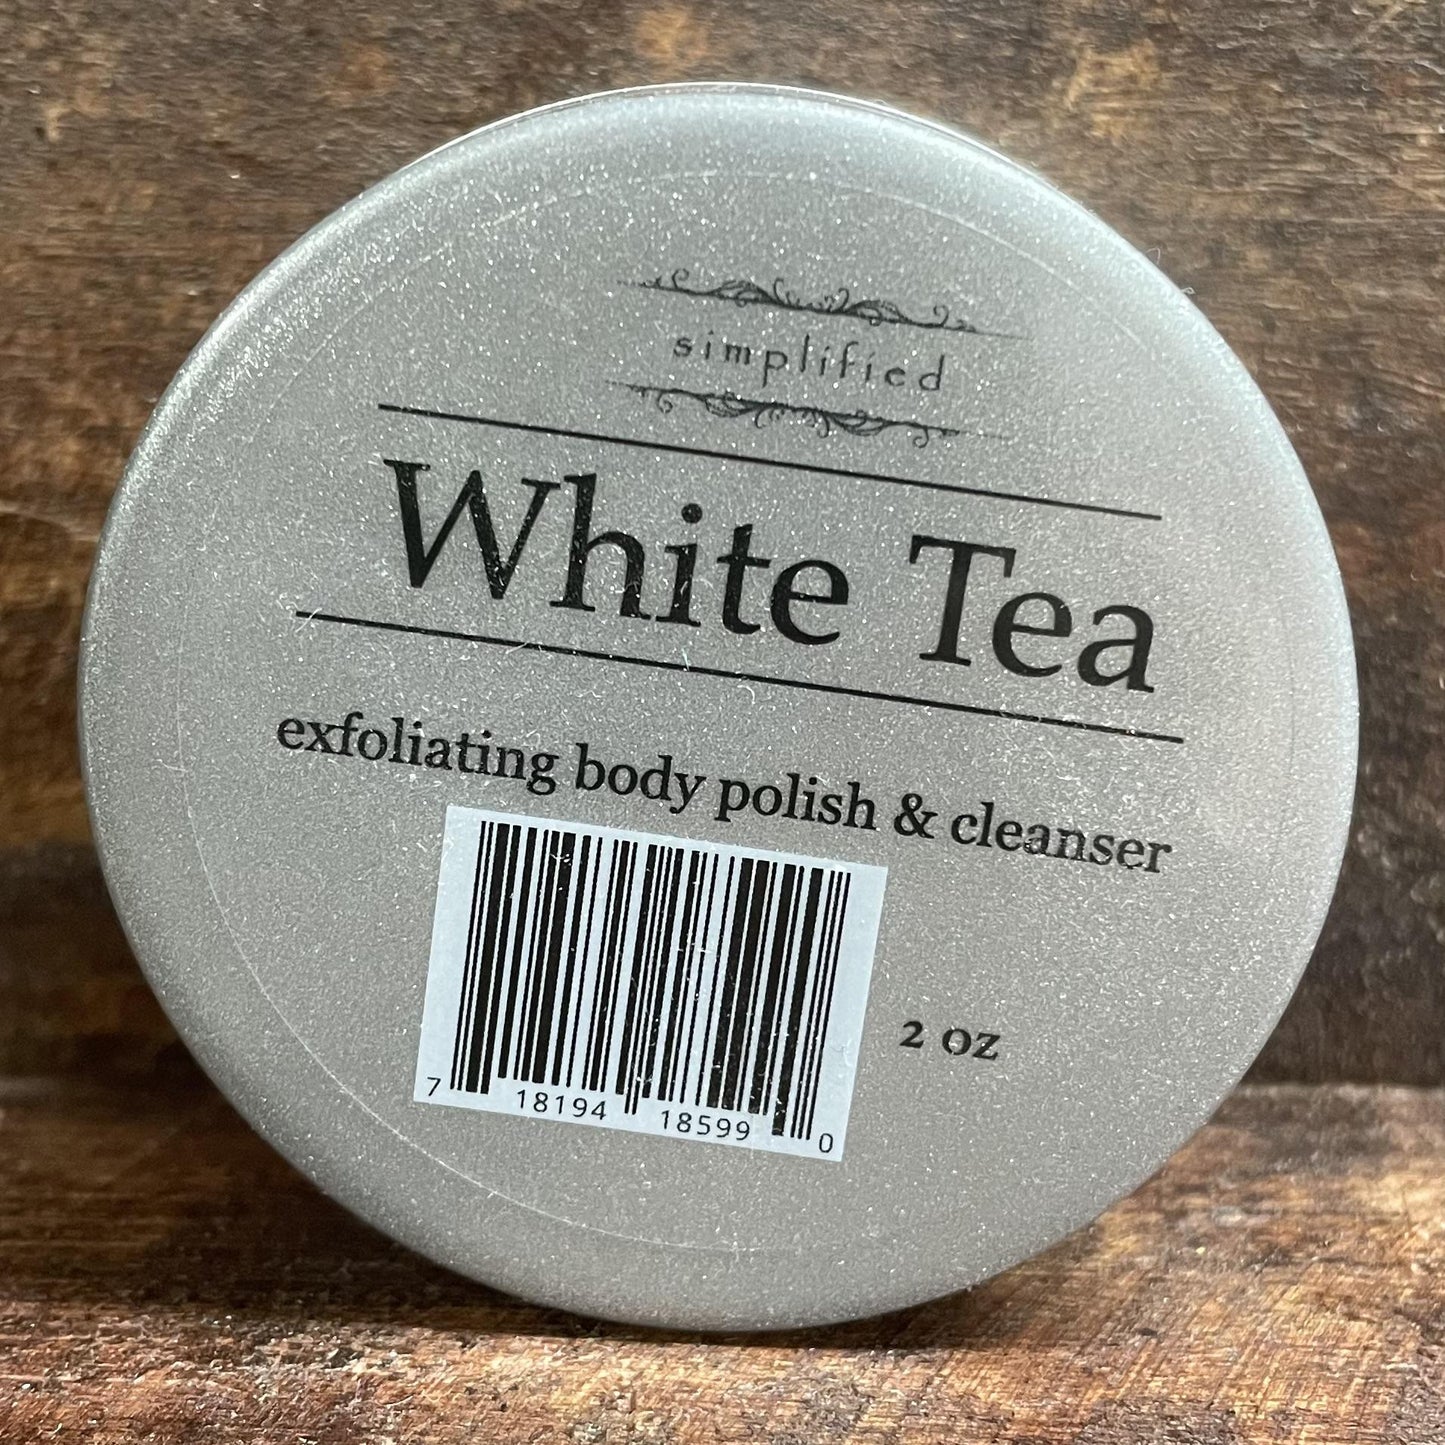 simplified
White Tea
exfoliating body polish & cleanser
2 oz
7 18194 18599 0